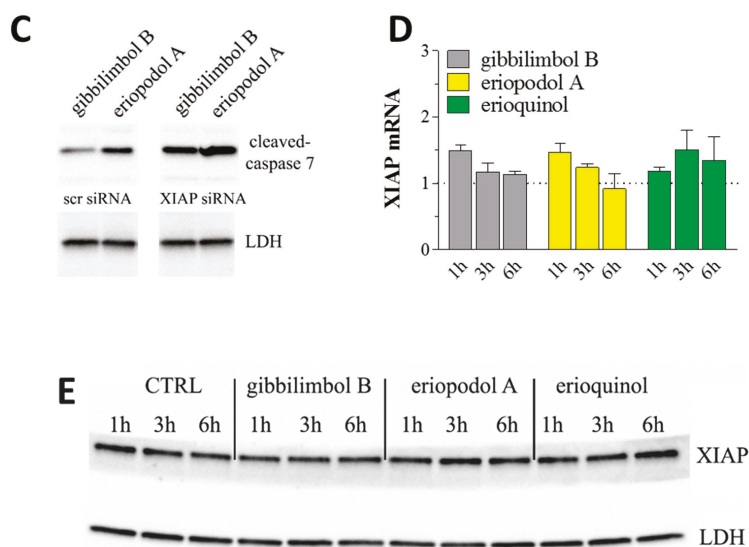 C
gibbilimbol B
eriopodol A
gibbilimbol B
eriopodol A
cleaved-
caspase 7
scr siRNA
XIAP siRNA
LDH
D
XIAP mRNA
3
2
1
0
gibbilimbol B
eriopodol A
erioquinol
1h 3h 6h 1h 3h 6h 1h 3h 6h
E
CTRL gibbilimbol B eriopodol A erioquinol
1h 3h 6h 1h 3h 6h 1h 3h 6h 1h 3h 6h
XIAP
LDH